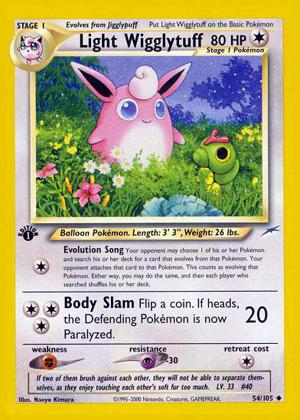 STAGE 1 Evolves from Jigglypuff Put Light Wigglytuff on the Basic Pokémon
Light Wigglytuff 80 HP
Stage 1 Pokémon
Balloon Pokémon. Length: 3' 3", Weight: 26 lbs.
Edition
1
Evolution Song Your opponent may choose 1 of his or her Pokémon
and search his or her deck for a card that evolves from that Pokémon. Your
opponent attaches that card to that Pokémon. This counts as evolving that
Pokémon. Either way, you may do the same, and then each player who
searched shuffles his or her deck.
Body Slam Flip a coin. If heads,
the Defending Pokémon is now
Paralyzed.
20
weakness resistance retreat cost
30
If two of them brush against each other, they will not be able to separate them-
selves, as they enjoy touching each other's soft fur too much. LV. 33 #40
Illus. Naoyo Kimura ©1995-2000 Nintendo, Creatures, GAMEFREAK. 54/105